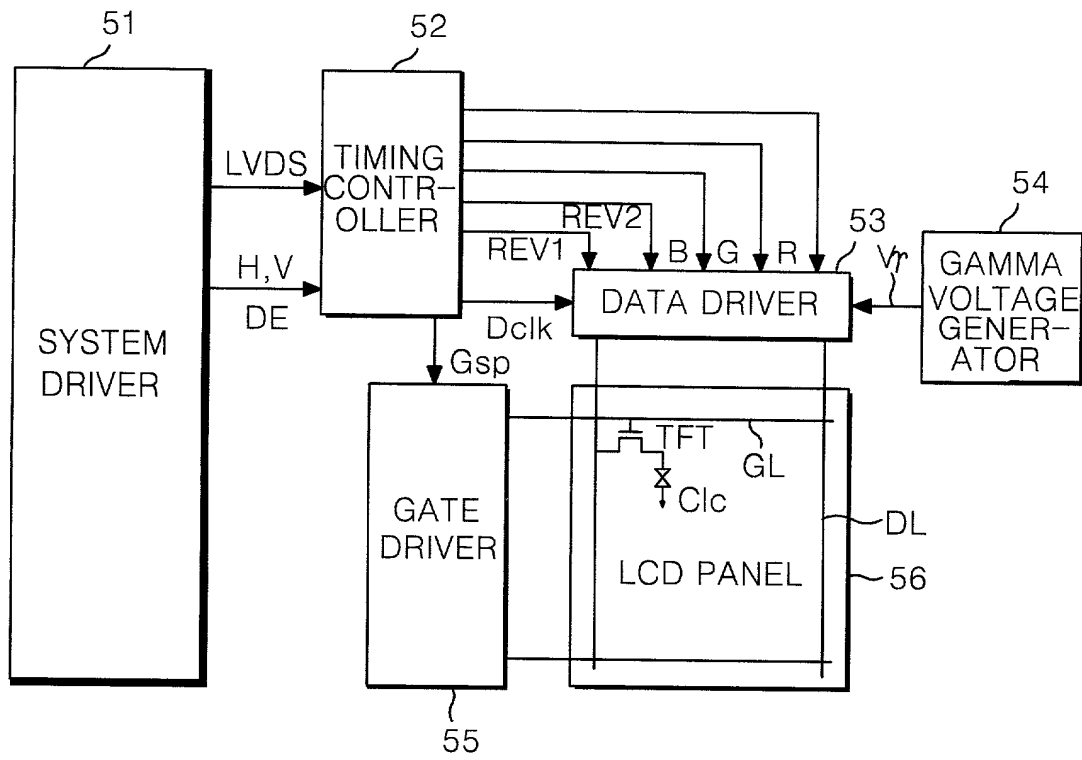 51
52
SYSTEM
DRIVER
LVDS
H,V
DE
TIMING
CONTR-
OLLER
REV2
REV1
B
G
R
53
54
Vr
GAMMA
VOLTAGE
GENER-
ATOR
DATA DRIVER
Dclk
Gsp
GATE
DRIVER
55
TFT
GL
Clc
DL
LCD PANEL
56